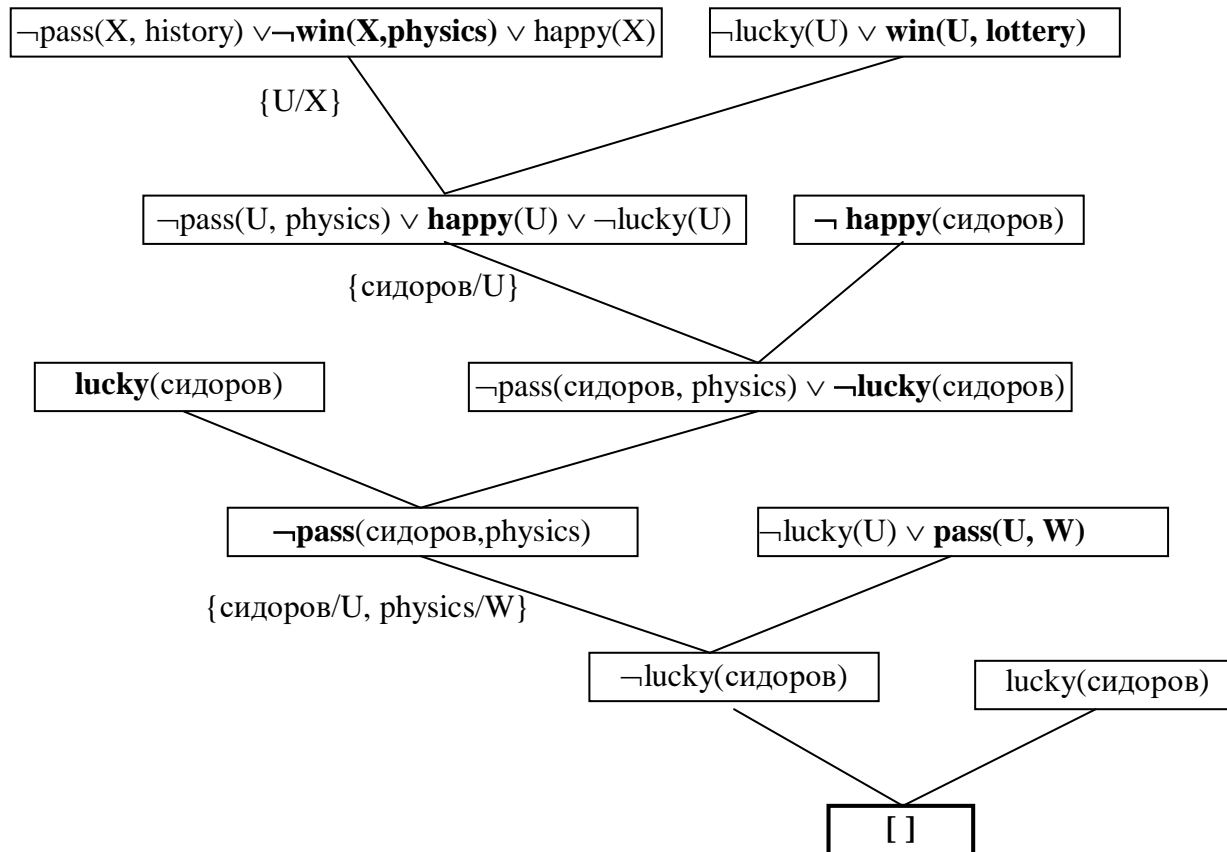 ¬pass(X, history) ∨¬win(X,physics) ∨ happy(X)
¬lucky(U) ∨ win(U, lottery)
{U/X}
¬pass(U, physics) ∨ happy(U) ∨ ¬lucky(U)
¬ happy(сидоров)
{сидоров/U}
lucky(сидоров)
¬pass(сидоров, physics) ∨ ¬lucky(сидоров)
¬pass(сидоров,physics)
¬lucky(U) ∨ pass(U, W)
{сидоров/U, physics/W}
¬lucky(сидоров)
lucky(сидоров)
[ ]